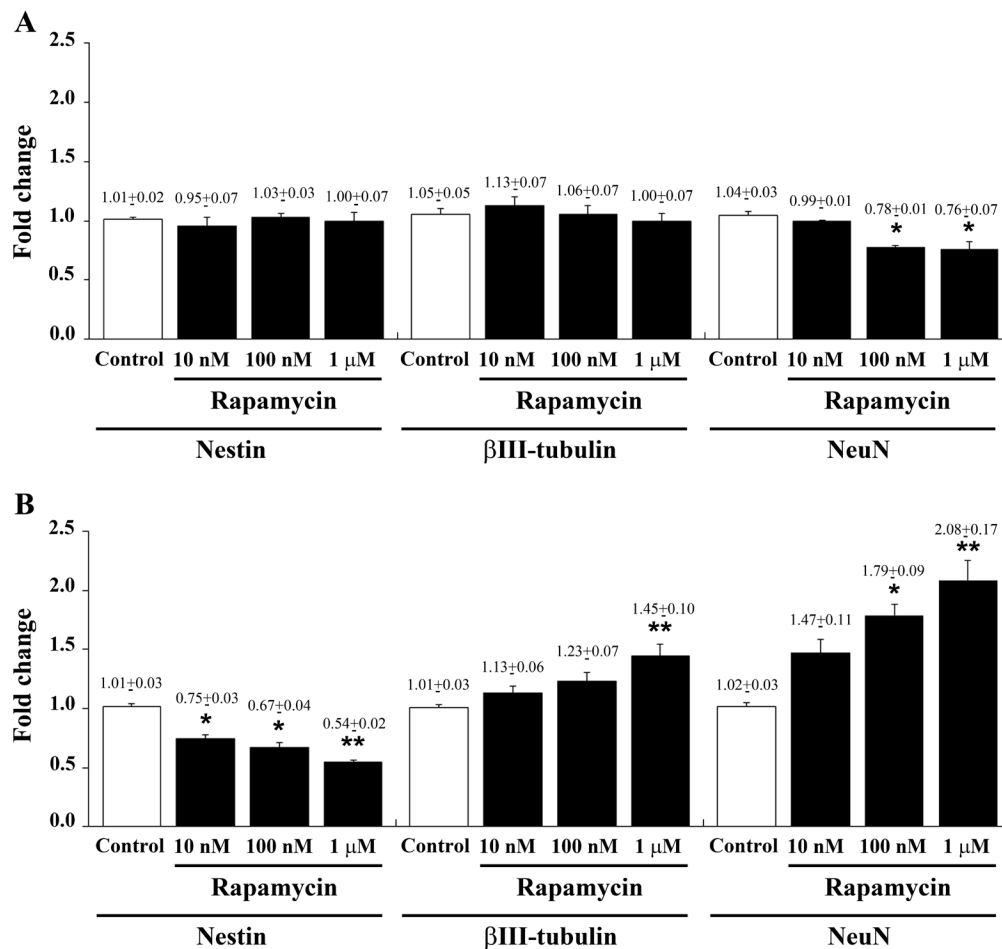 A
2.5
2.0
1.5
1.0
0.5
0.0
Fold change
1.01±0.02 0.95±0.07 1.03±0.03 1.00±0.07 1.05±0.05 1.13±0.07 1.06±0.07 1.00±0.07 1.04±0.03 0.99±0.01 0.78±0.01 0.76±0.07
* *
Control 10 nM 100 nM 1 μM Control 10 nM 100 nM 1 μM Control 10 nM 100 nM 1 μM
Rapamycin Rapamycin Rapamycin
Nestin βIII-tubulin NeuN
B
2.5
2.0
1.5
1.0
0.5
0.0
Fold change
1.01±0.03 0.75±0.03 0.67±0.04 0.54±0.02 1.01±0.03 1.13±0.06 1.23±0.07 1.45±0.10 1.02±0.03 1.47±0.11 1.79±0.09 2.08±0.17
* * ** ** * **
Control 10 nM 100 nM 1 μM Control 10 nM 100 nM 1 μM Control 10 nM 100 nM 1 μM
Rapamycin Rapamycin Rapamycin
Nestin βIII-tubulin NeuN